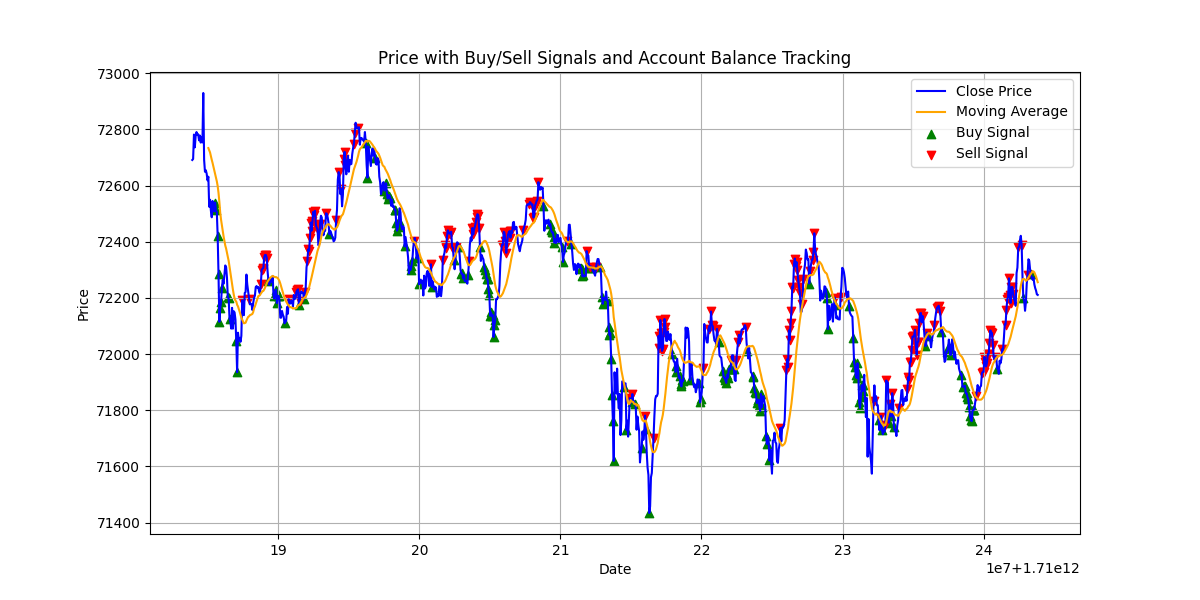 Price with Buy/Sell Signals and Account Balance Tracking
73000
72800
72600
72400
72200
72000
71800
71600
71400
Price
Close Price
Moving Average
Buy Signal
Sell Signal
19 20 21 22 23 24
1e7+1.71e12
Date